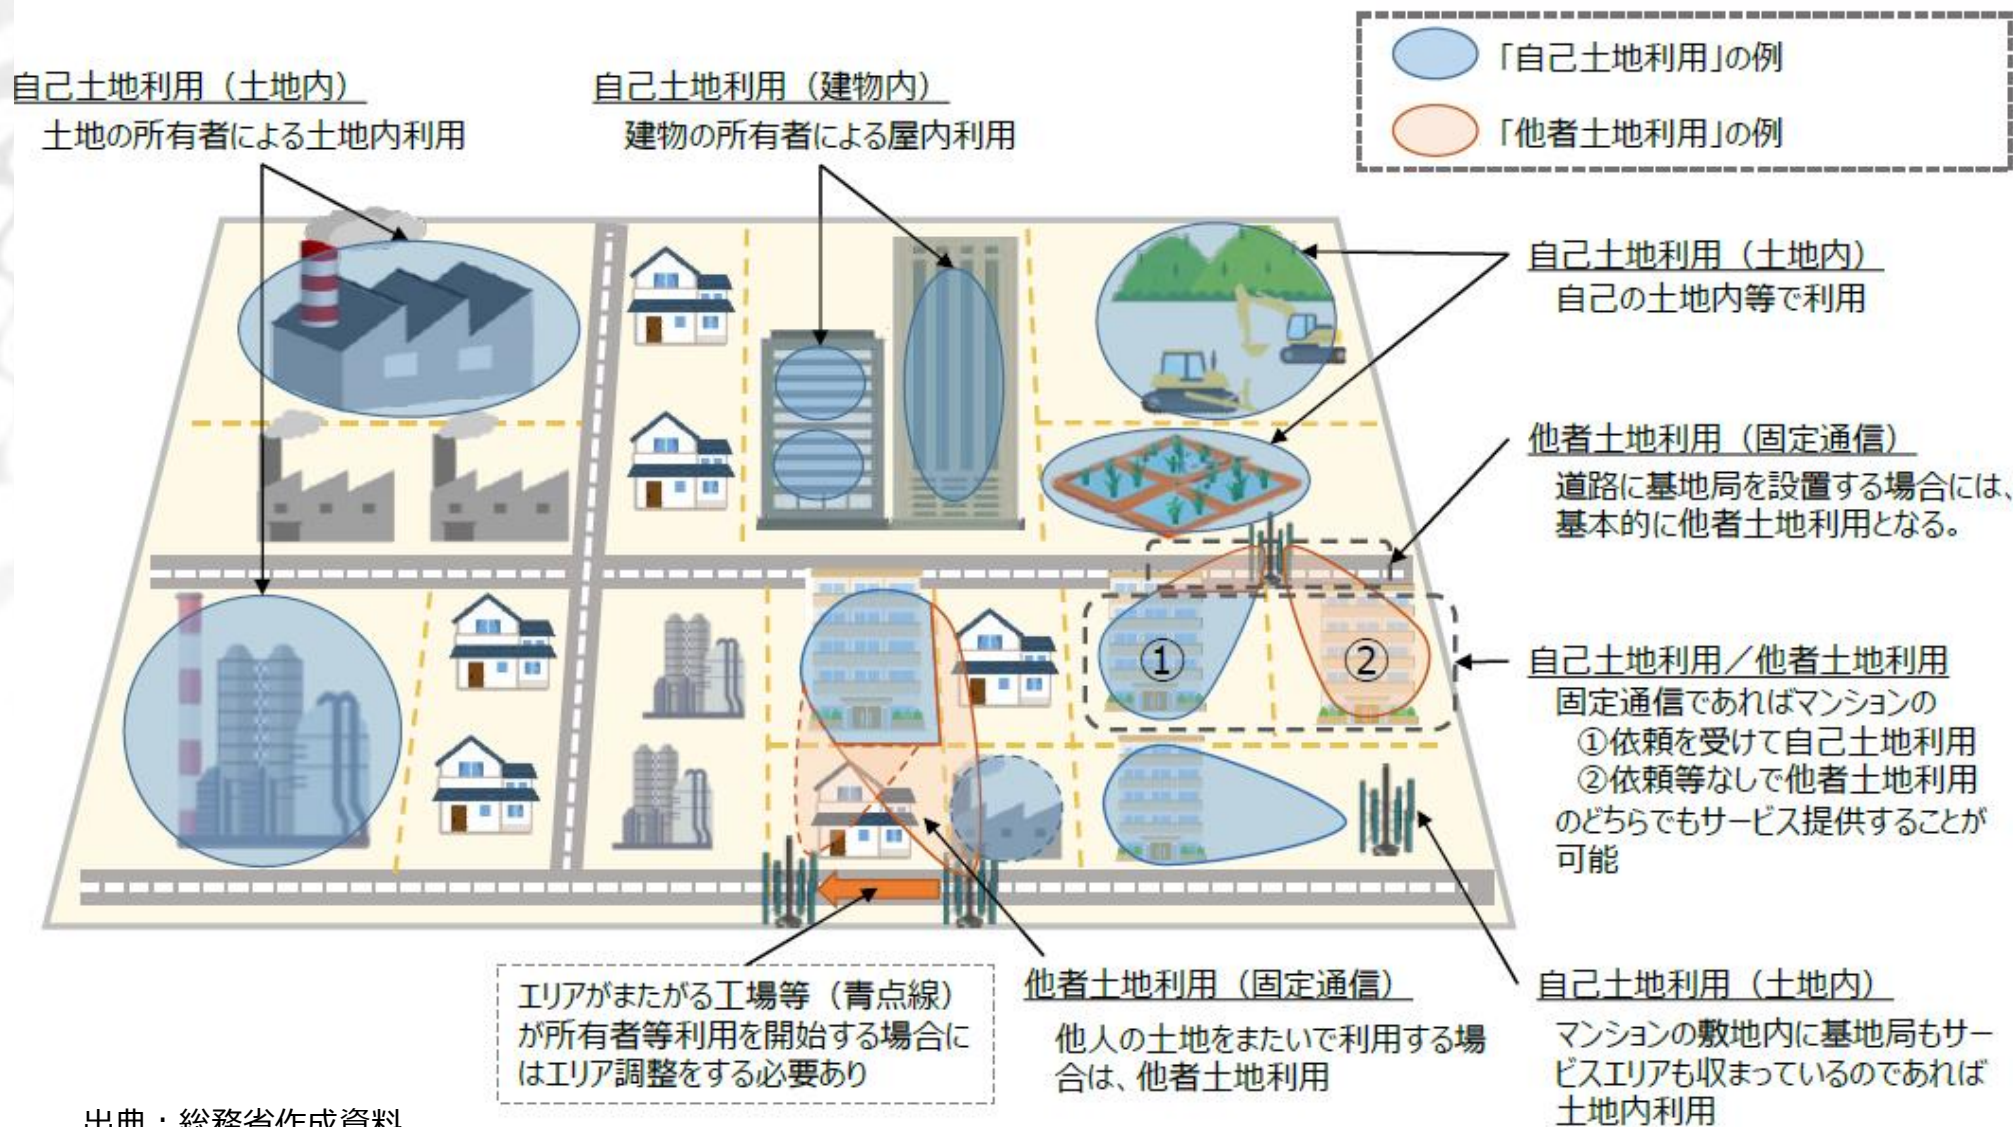 「自己土地利用」の例
「他者土地利用」の例
自己土地利用（土地内）
土地の所有者による土地内利用
自己土地利用（建物内）
建物の所有者による屋内利用
自己土地利用（土地内）
自己の土地内等で利用
他者土地利用（固定通信）
道路に基地局を設置する場合には、
基本的に他者土地利用となる。
①
②
自己土地利用／他者土地利用
固定通信であればマンションの
①依頼を受けて自己土地利用
②依頼等なしで他者土地利用
のどちらでもサービス提供することが
可能
エリアがまたがる工場等（青点線）
が所有者等利用を開始する場合に
はエリア調整をする必要あり
他者土地利用（固定通信）
他人の土地をまたいで利用する場
合は、他者土地利用
自己土地利用（土地内）
マンションの敷地内に基地局もサー
ビスエリアも収まっているのであれば
土地内利用
出典：総務省作成資料